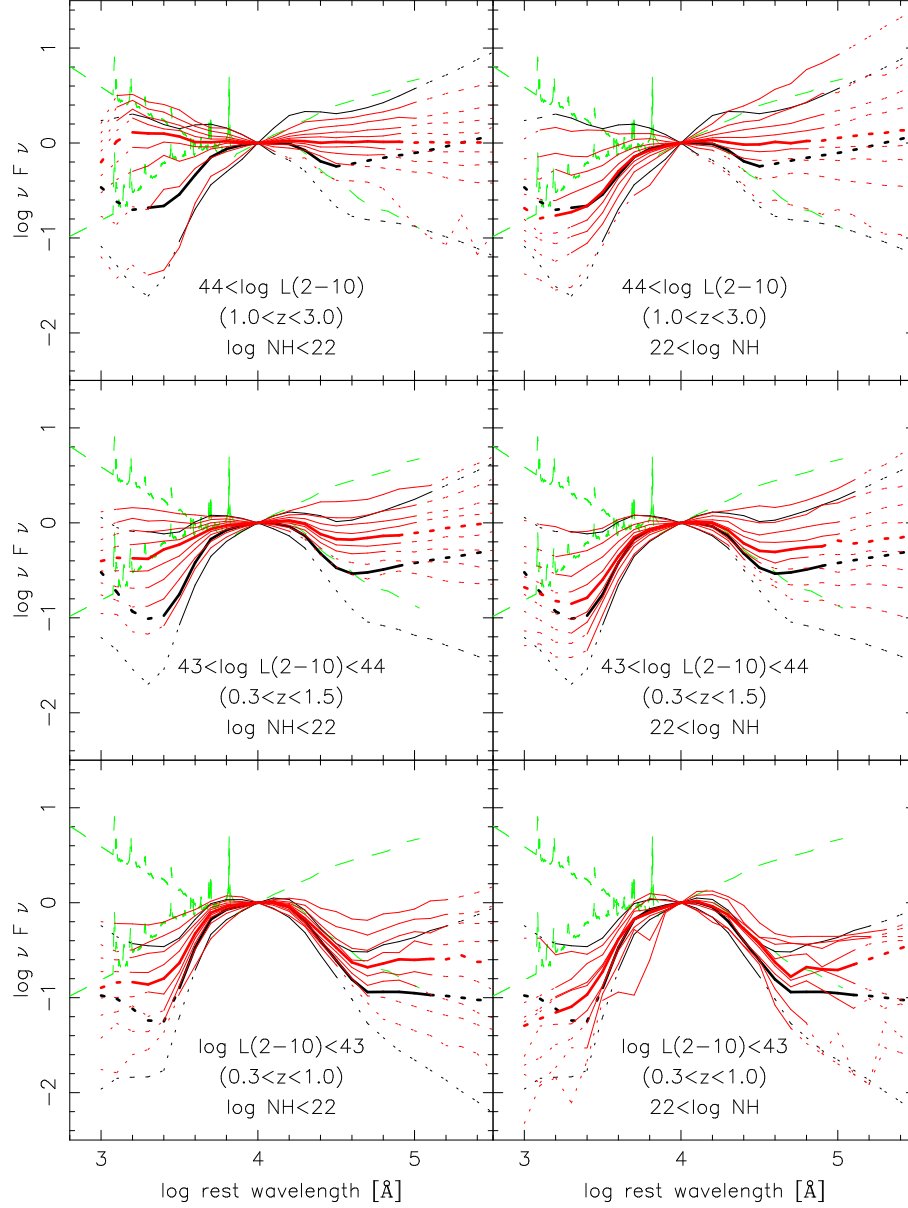 log ν F ν
1
0
−1
−2
44<log L(2−10)
(1.0<z<3.0)
log NH<22
44<log L(2−10)
(1.0<z<3.0)
22<log NH
log ν F ν
1
0
−1
−2
43<log L(2−10)<44
(0.3<z<1.5)
log NH<22
43<log L(2−10)<44
(0.3<z<1.5)
22<log NH
log ν F ν
1
0
−1
−2
log L(2−10)<43
(0.3<z<1.0)
log NH<22
log L(2−10)<43
(0.3<z<1.0)
22<log NH
3 4 5 3 4 5
log rest wavelength [Å] log rest wavelength [Å]